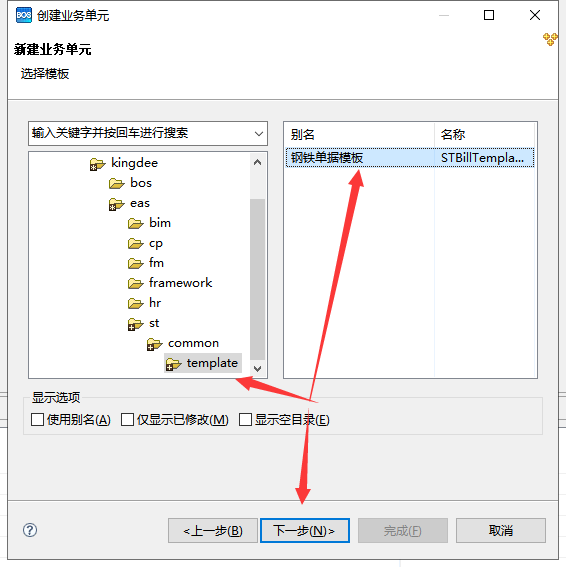 BOS 创建业务单元
新建业务单元
选择模板
输入关键字并按回车进行搜索
kingdee
bos
eas
bim
cp
fm
framework
hr
st
common
template
别名 名称
钢铁单据模板 STBillTempla...
显示选项
使用别名(A) 仅显示已修改(M) 显示空目录(E)
? <上一步(B) 下一步(N)> 完成(F) 取消